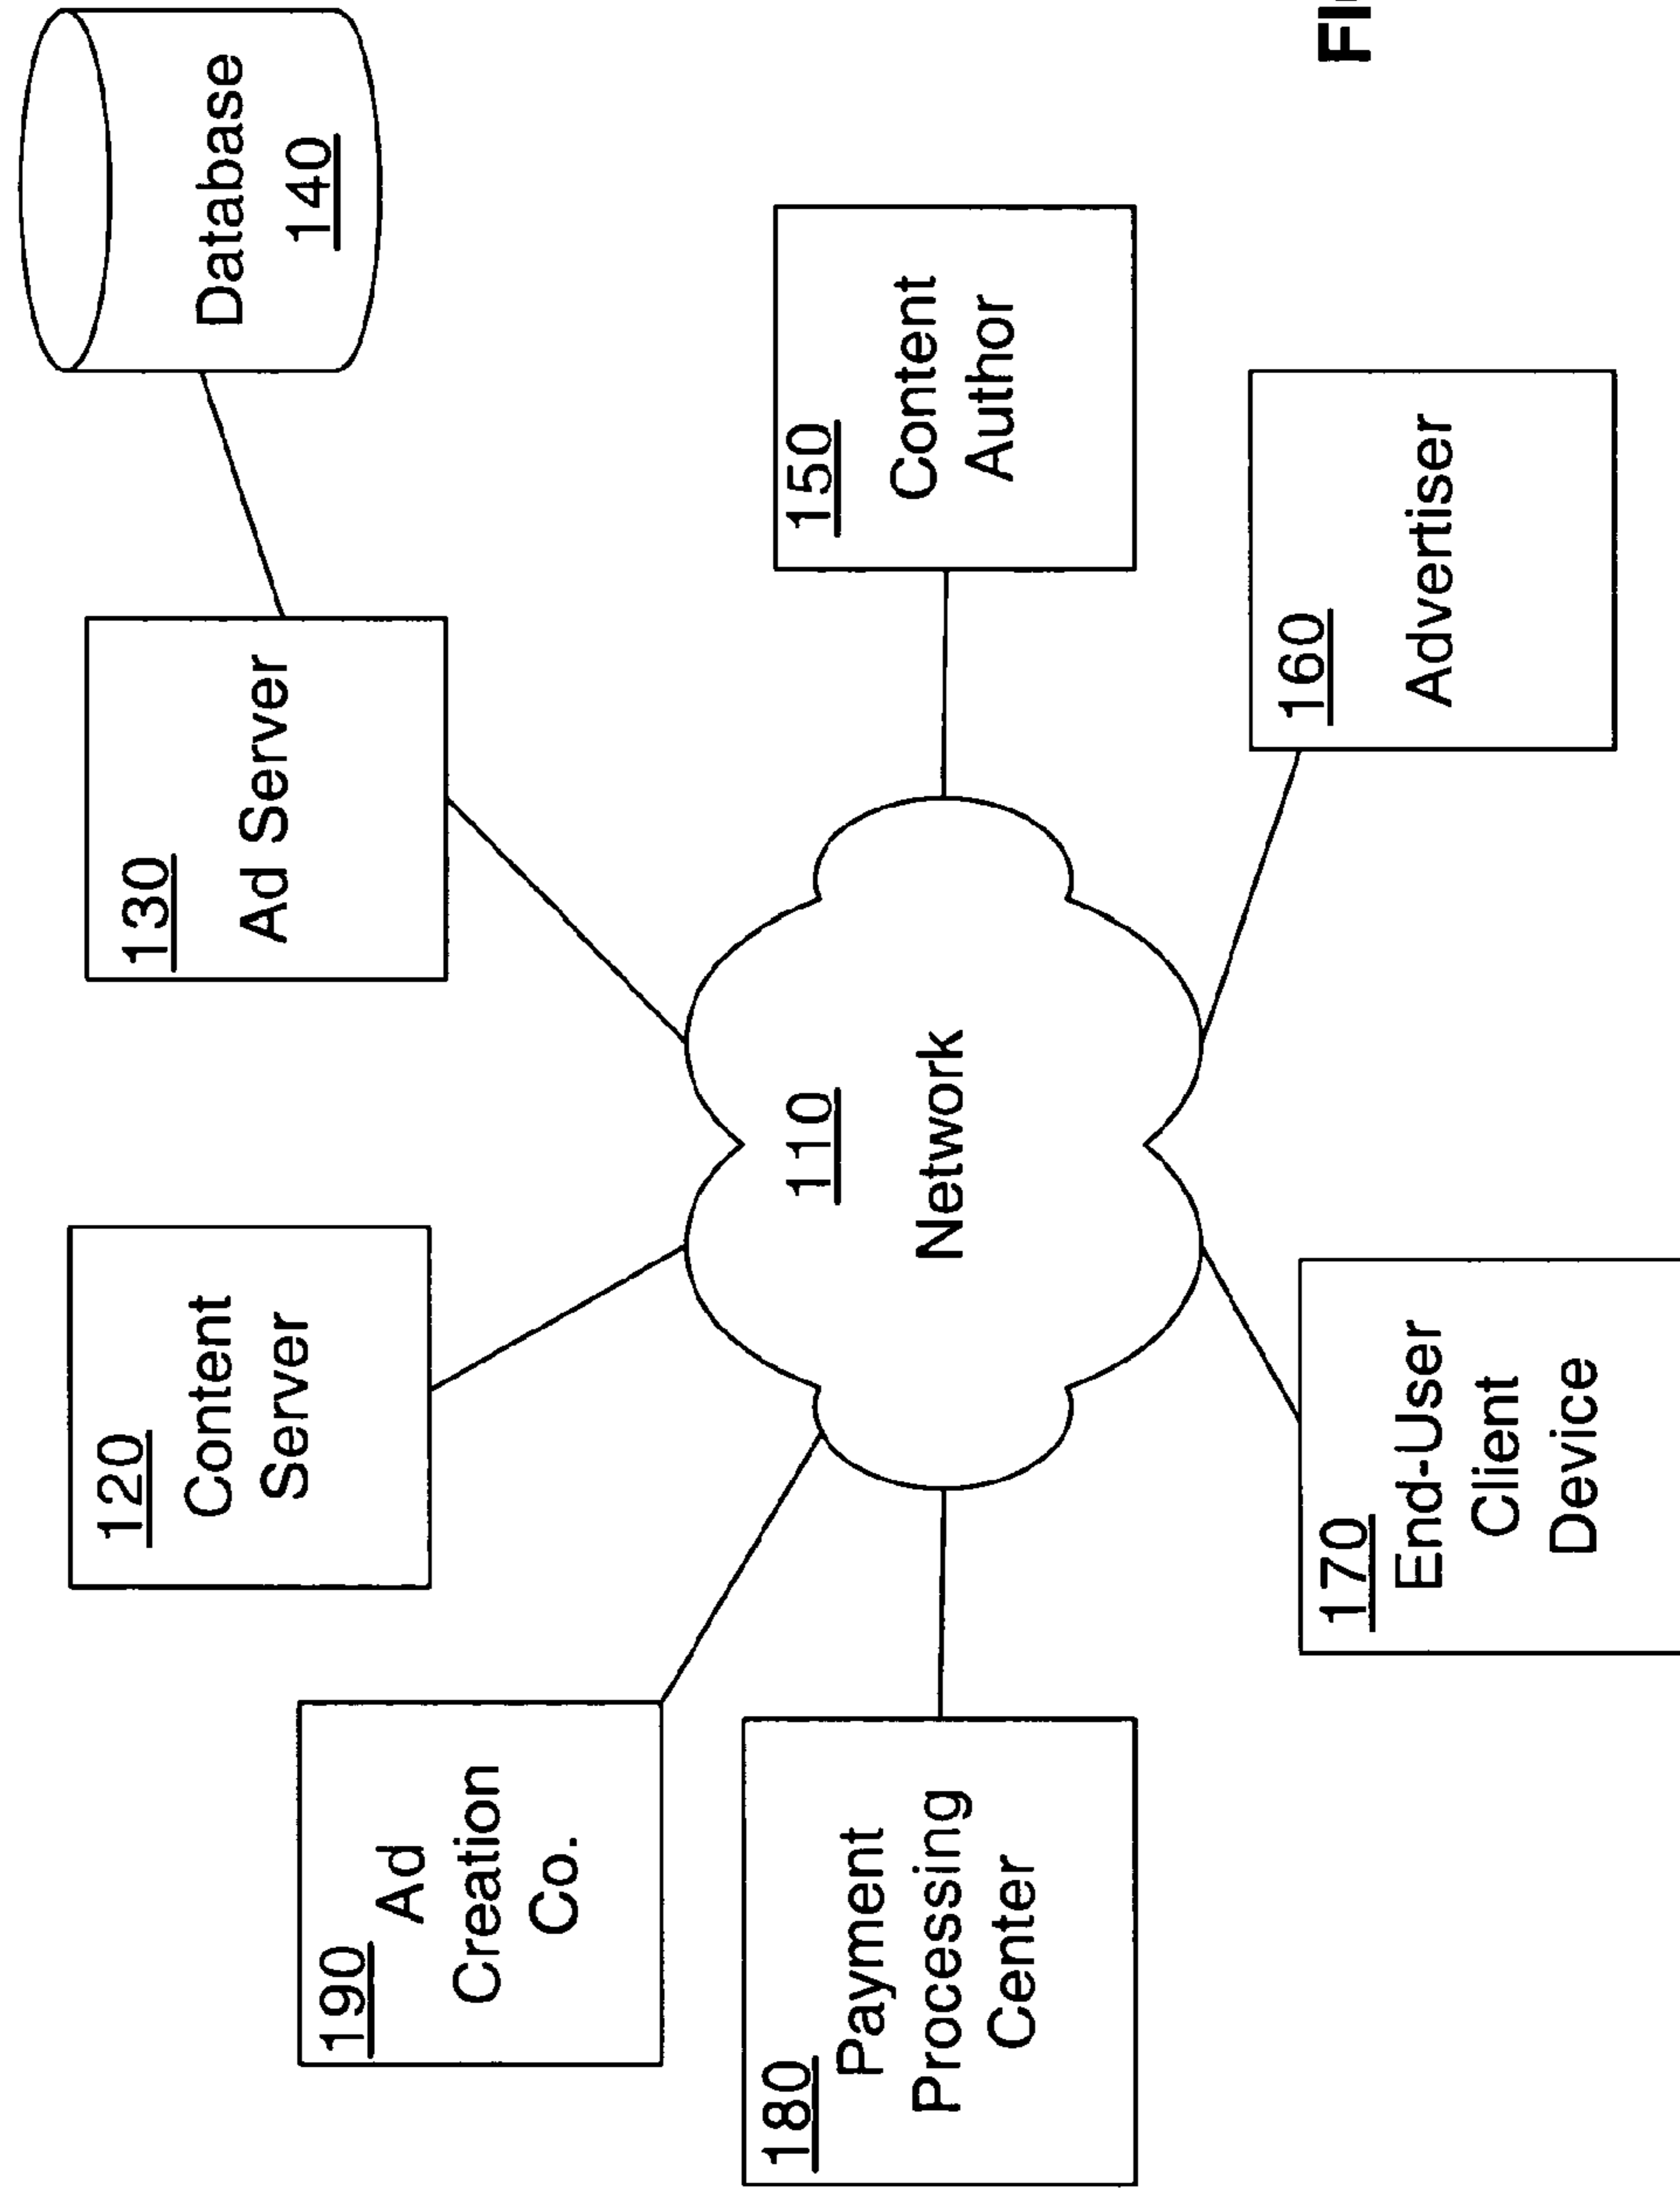 Database
140
130
Ad Server
120
Content
Server
190
Ad
Creation
Co.
110
Network
150
Content
Author
180
Payment
Processing
Center
160
Advertiser
170
End-User
Client
Device